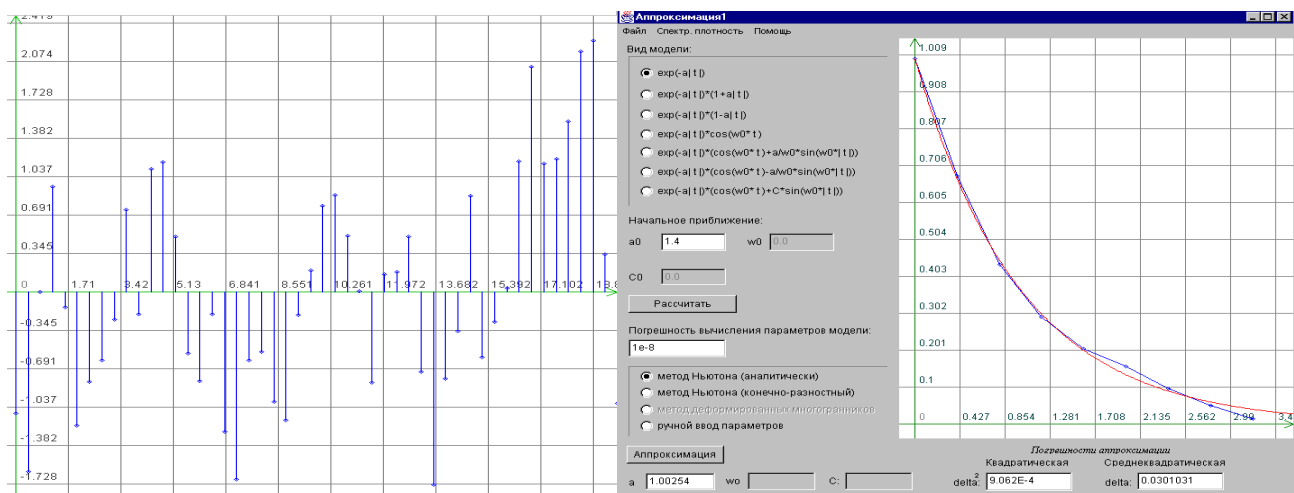 2.419
2.074
1.728
1.382
1.037
0.691
0.345
0 1.71 3.42 5.13 6.841 8.551 10.261 11.972 13.682 15.392 17.102 18.8
-0.345
-0.691
-1.037
-1.382
-1.728
Аппроксимация1
Файл Спектр. плотность Помощь
Вид модели:
exp(-a| t |)
exp(-a| t |)*(1+a| t |)
exp(-a| t |)*(1-a| t |)
exp(-a| t |)*cos(w0* t )
exp(-a| t |)*(cos(w0* t )+a/w0*sin(w0*| t |))
exp(-a| t |)*(cos(w0* t )-a/w0*sin(w0*| t |))
exp(-a| t |)*(cos(w0* t )+C*sin(w0*| t |))
Начальное приближение:
a0 1.4 w0 0.0
C0 0.0
Рассчитать
Погрешность вычисления параметров модели:
1e-8
метод Ньютона (аналитически)
метод Ньютона (конечно-разностный)
метод деформированных многогранников
ручной ввод параметров
Аппроксимация
a 1.00254 wo C:
1.009
0.908
0.807
0.706
0.605
0.504
0.403
0.302
0.201
0.1
0 0.427 0.854 1.281 1.708 2.135 2.562 2.99 3.4
Погрешности аппроксимации
Квадратическая Среднеквадратическая
delta:2 9.062E-4 delta: 0.0301031